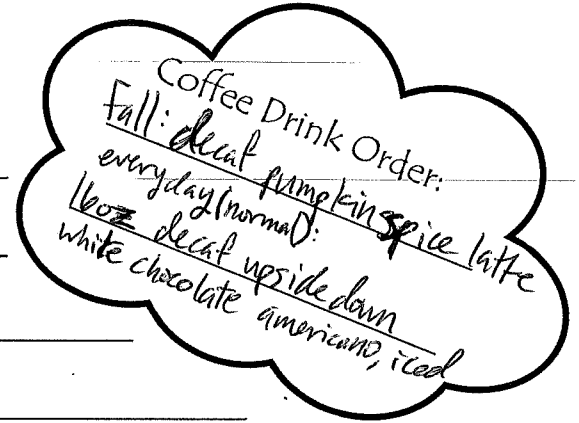 Coffee Drink Order:
Fall: decaf pumpkin spice latte
everyday (normal):
16oz decaf upside down
white chocolate americano, iced